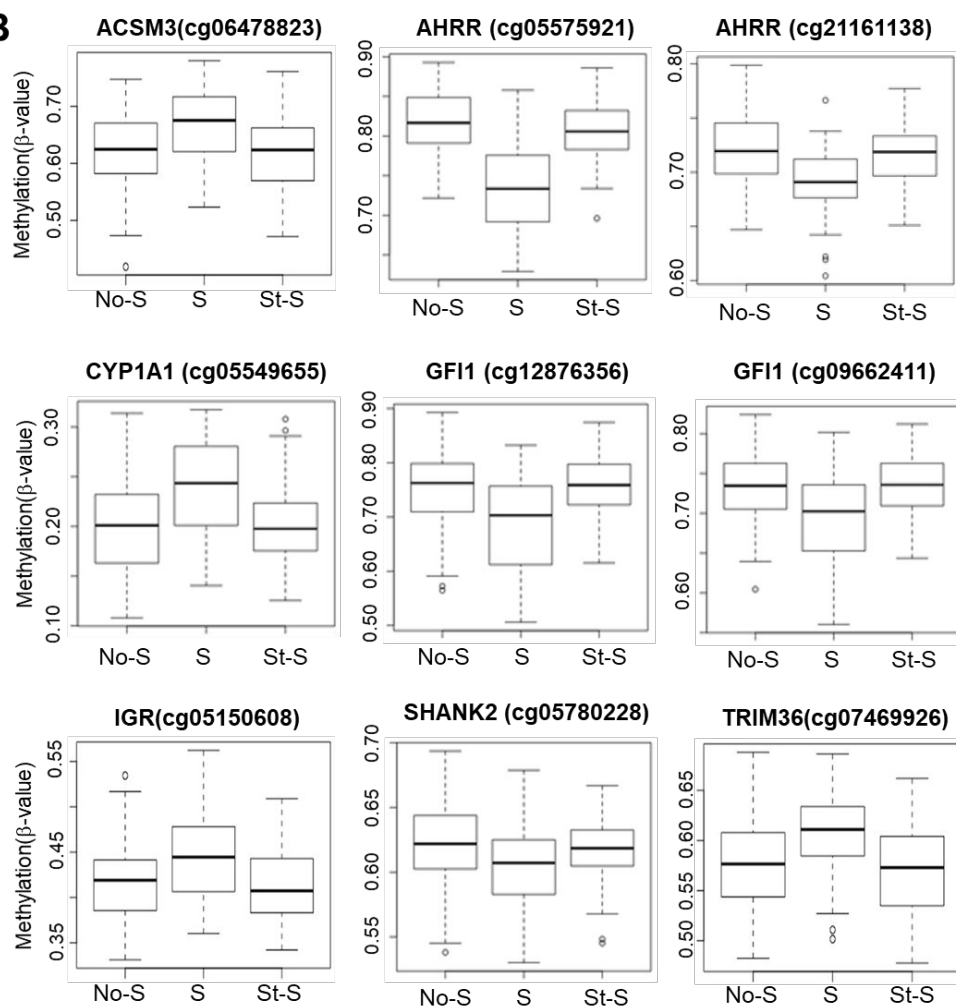 B
ACSM3(cg06478823) AHRR (cg05575921) AHRR (cg21161138)
Methylation(β-value)
0.70 0.60 0.50
0.90 0.80 0.70
0.80 0.70 0.60
No-S S St-S No-S S St-S No-S S St-S
CYP1A1 (cg05549655) GFI1 (cg12876356) GFI1 (cg09662411)
Methylation(β-value)
0.30 0.20 0.10
0.90 0.80 0.70 0.60 0.50
0.80 0.70 0.60
No-S S St-S No-S S St-S No-S S St-S
IGR(cg05150608) SHANK2 (cg05780228) TRIM36(cg07469926)
Methylation(β-value)
0.55 0.45 0.35
0.70 0.65 0.60 0.55
0.65 0.60 0.55 0.50
No-S S St-S No-S S St-S No-S S St-S